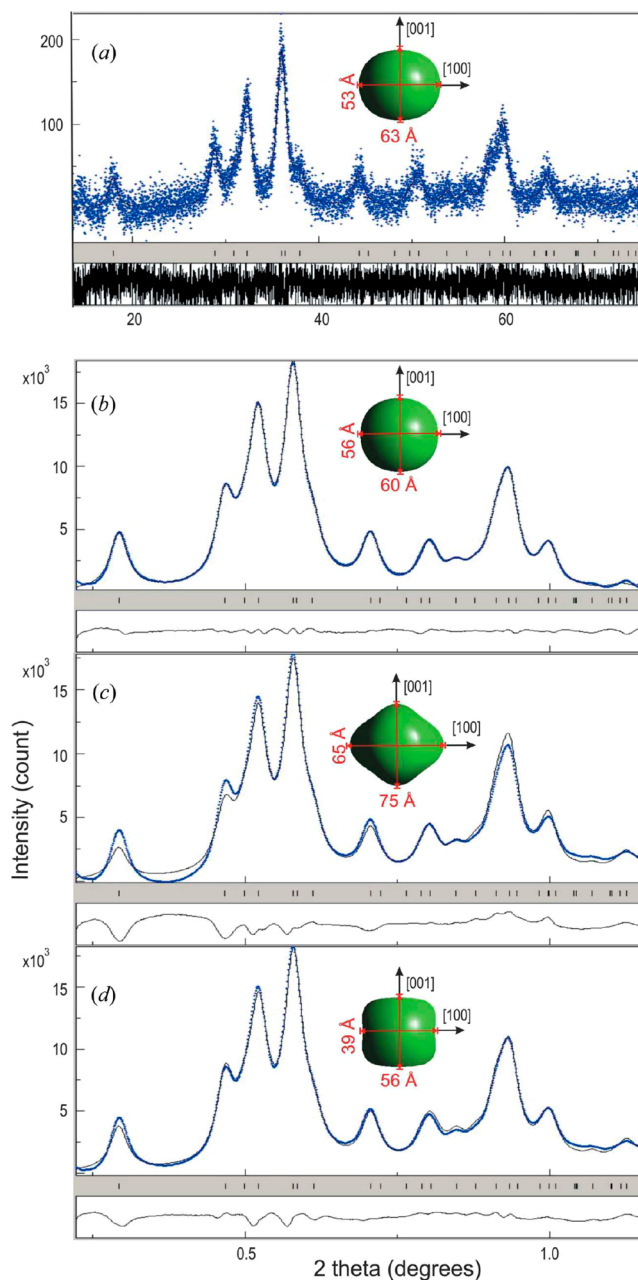 200
(a)
[001]
[100]
53 Å
63 Å
100
20
40
60
x10³
(b)
[001]
15
[100]
56 Å
60 Å
10
5
(c)
[001]
x10³
15
[100]
65 Å
75 Å
10
5
(d)
[001]
x10³
15
[100]
39 Å
56 Å
10
5
Intensity (count)
0.5
1.0
2 theta (degrees)